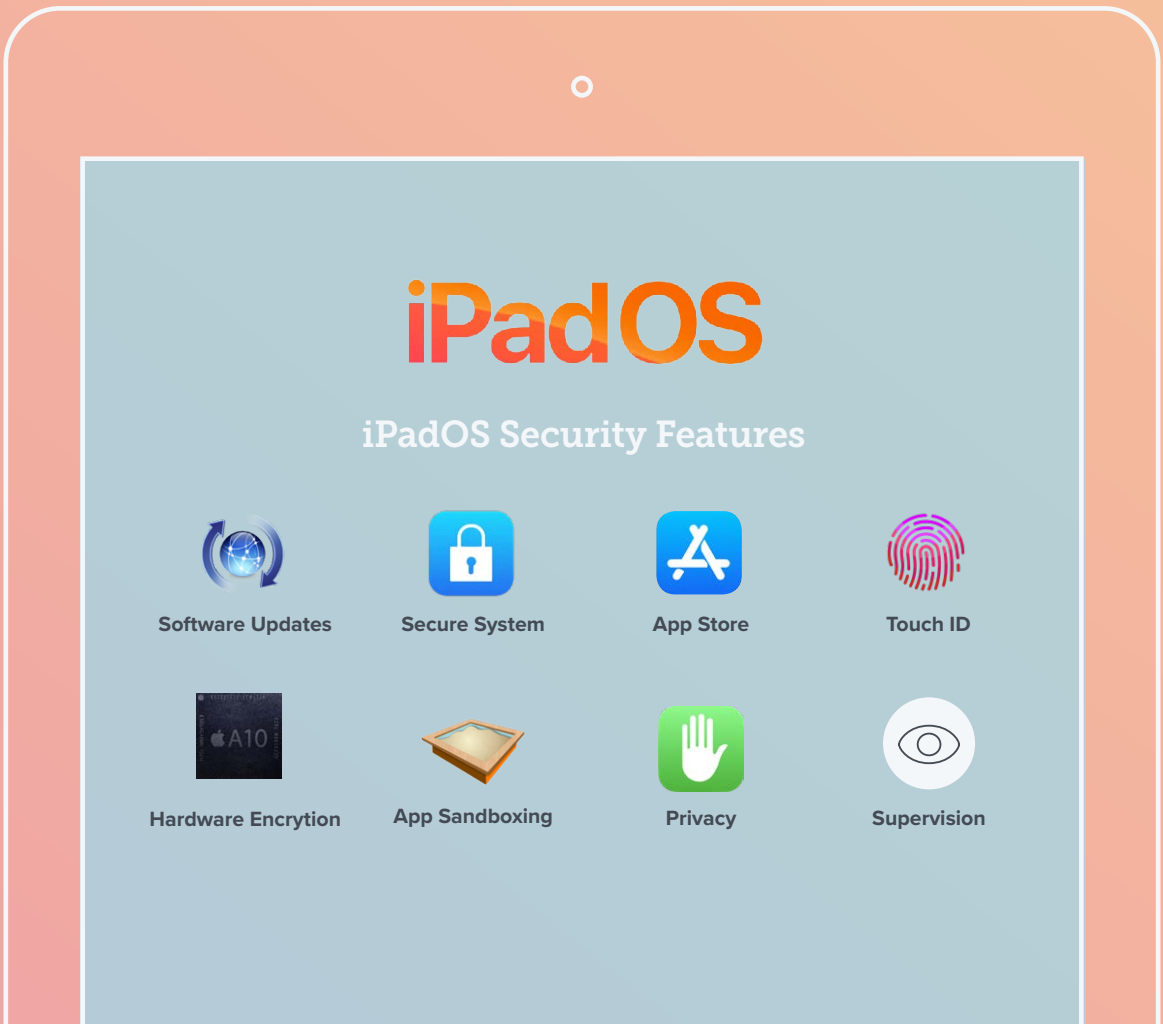 iPadOS
iPadOS Security Features
Software Updates
Secure System
App Store
Touch ID
A10
Hardware Encrytion
App Sandboxing
Privacy
Supervision